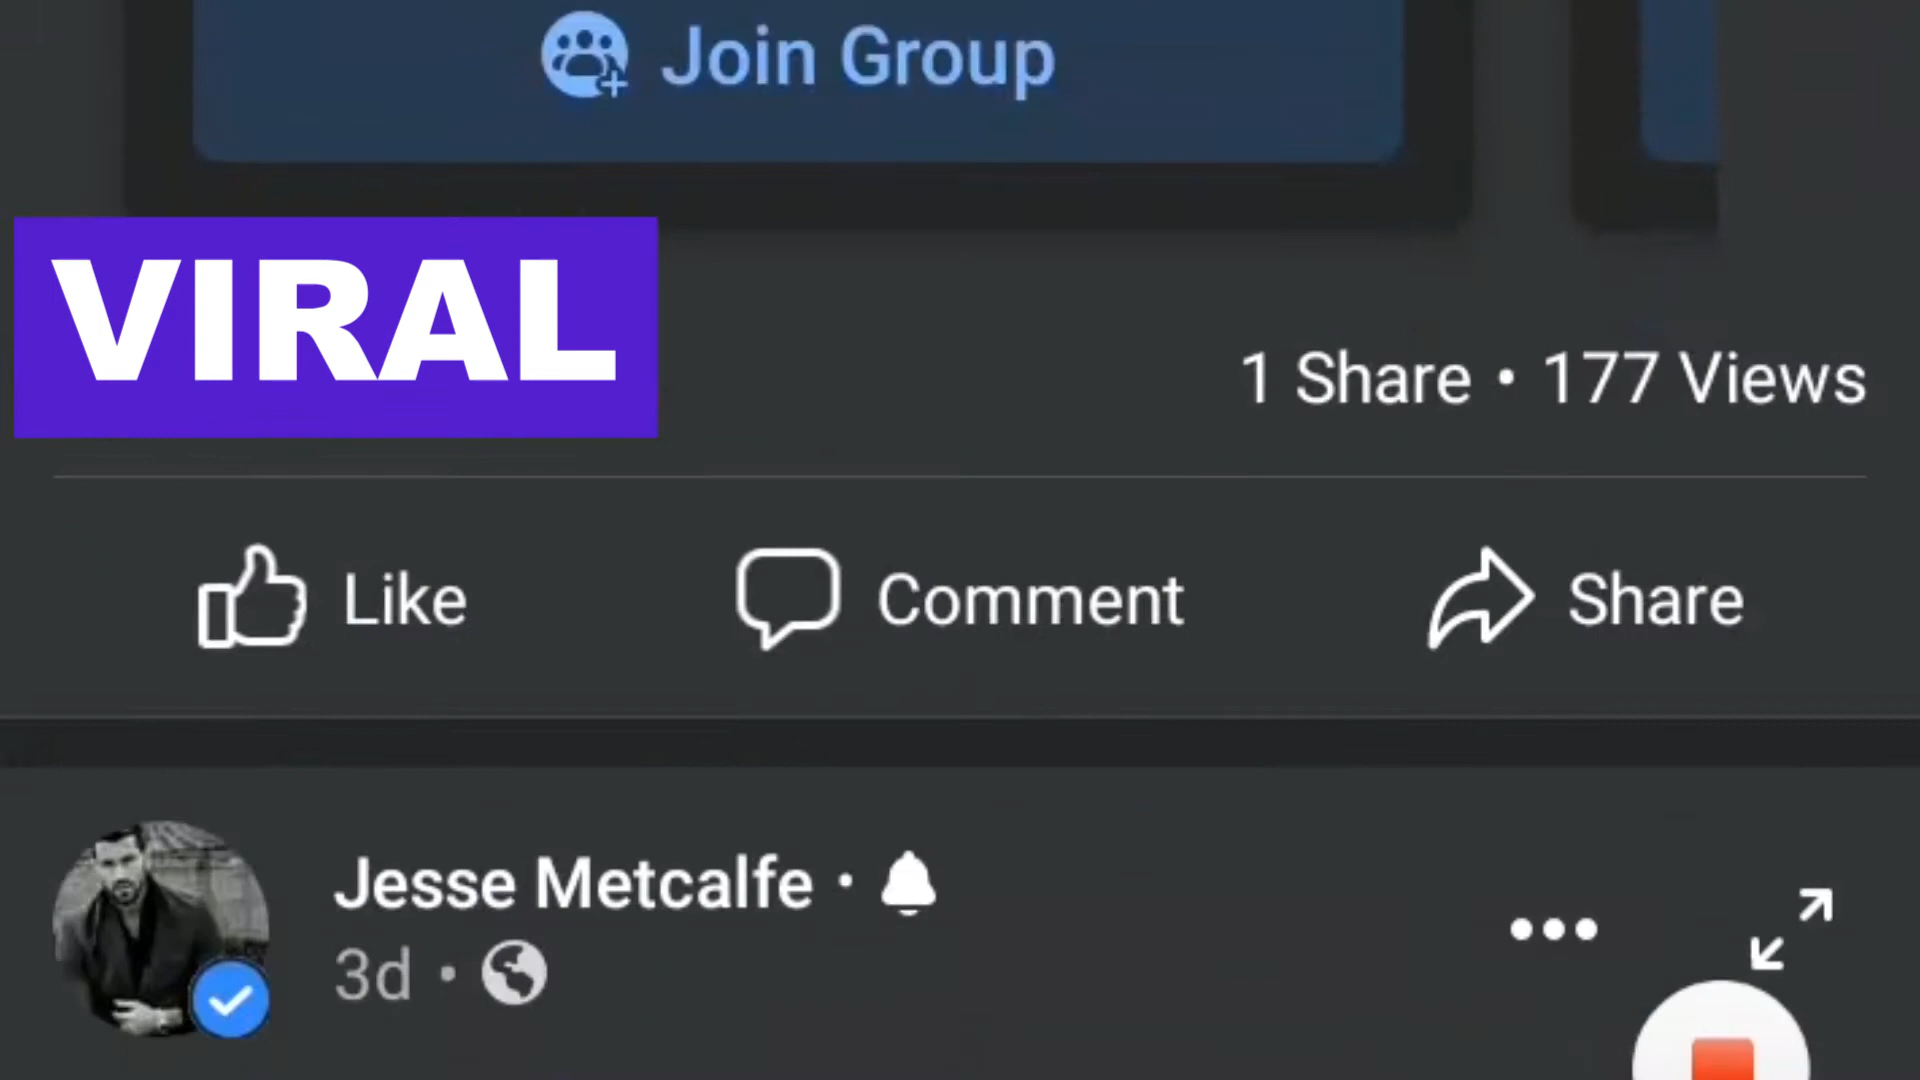 Join Group
VIRAL
1 Share • 177 Views
Like
Comment
Share
Jesse Metcalfe •
3d •